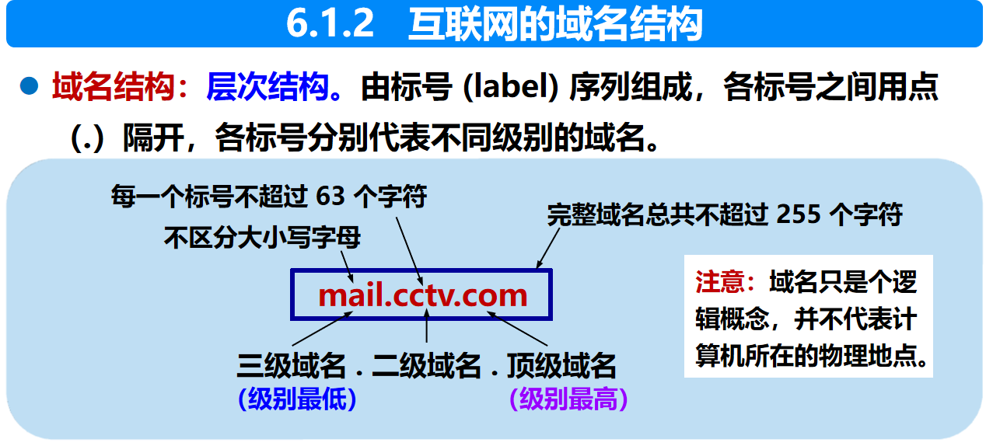 6.1.2 互联网的域名结构
域名结构：层次结构。由标号 (label) 序列组成，各标号之间用点
（.）隔开，各标号分别代表不同级别的域名。
每一个标号不超过 63 个字符
不区分大小写字母
完整域名总共不超过 255 个字符
mail.cctv.com
三级域名 . 二级域名 . 顶级域名
（级别最低）
（级别最高）
注意：域名只是个逻
辑概念，并不代表计
算机所在的物理地点。